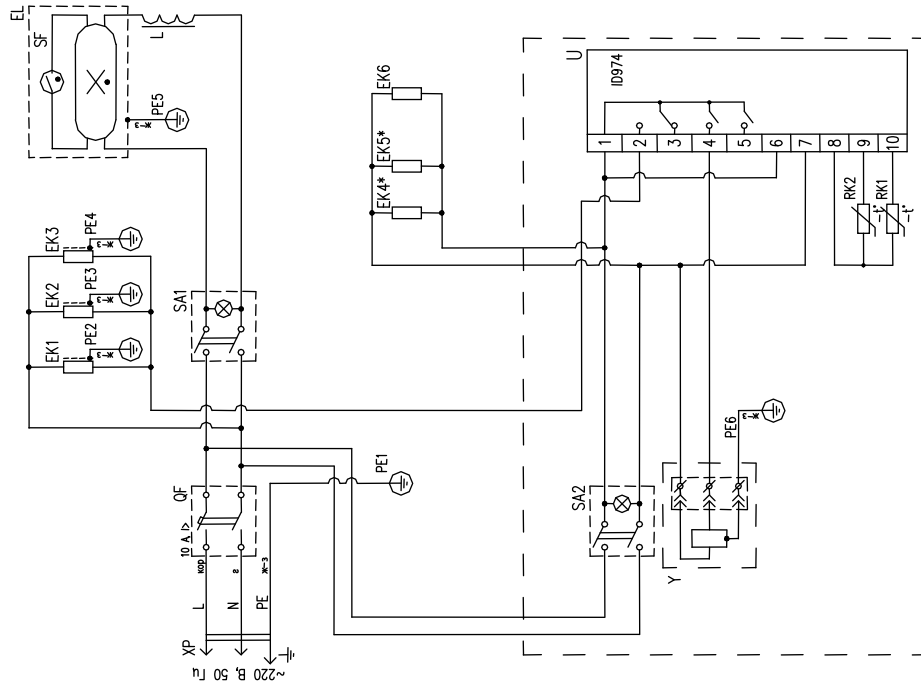 EL
SF
L
PE5
ж-з
EK3
PE4
ж-з
EK2
PE3
ж-з
EK1
PE2
ж-з
SA1
EK6
EK5*
EK4*
U
ID974
1
2
3
4
5
6
7
8
9
10
RK2
-t°
RK1
-t°
QF
10 A I>
кор
г
ж-з
L
N
PE
XP
~220 В, 50 Гц
PE1
SA2
Y
PE6
ж-з